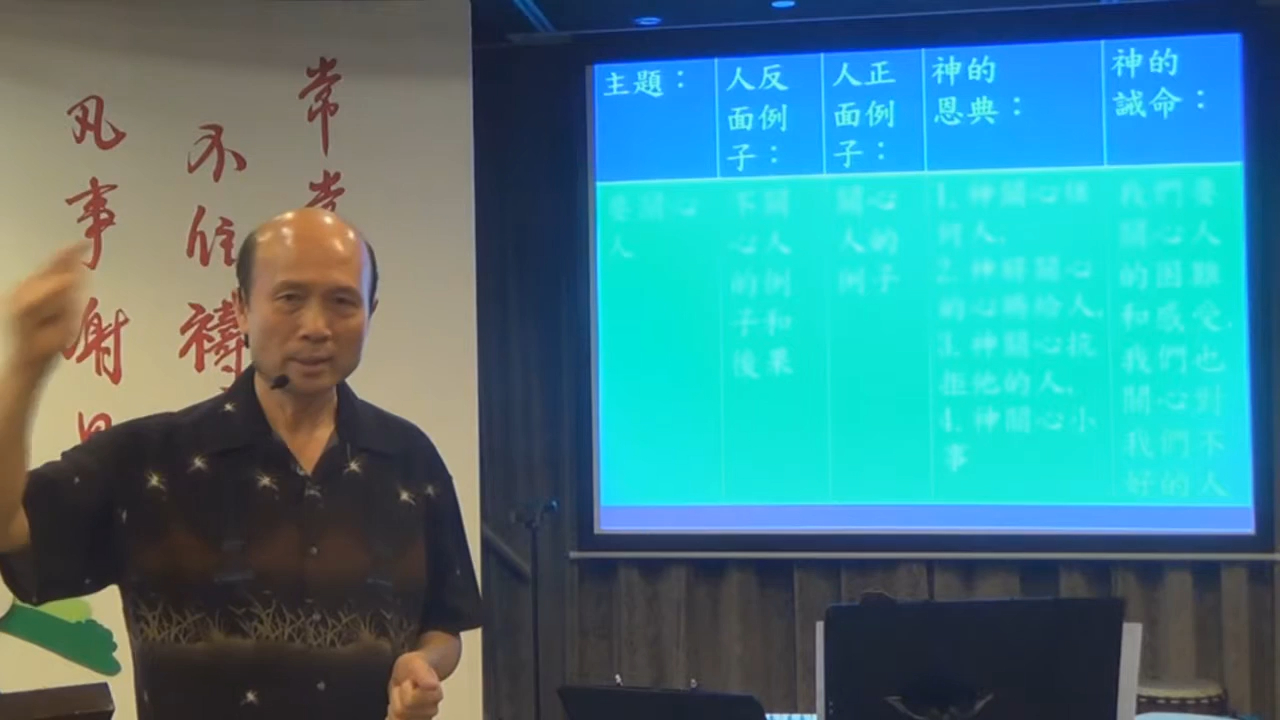 常常
不住禱
凡事謝
主題：
人反
面例
子：
人正
面例
子：
神的
恩典：
神的
誡命：
要關心
人
不關
心人
的例
子和
後果
關心
人的
例子
1. 神關心任
何人.
2. 神將關心
的心賜給人.
3. 神關心抗
拒他的人.
4. 神關心小
事
我們要
關心人
的困難
和感受.
我們也
關心對
我們不
好的人